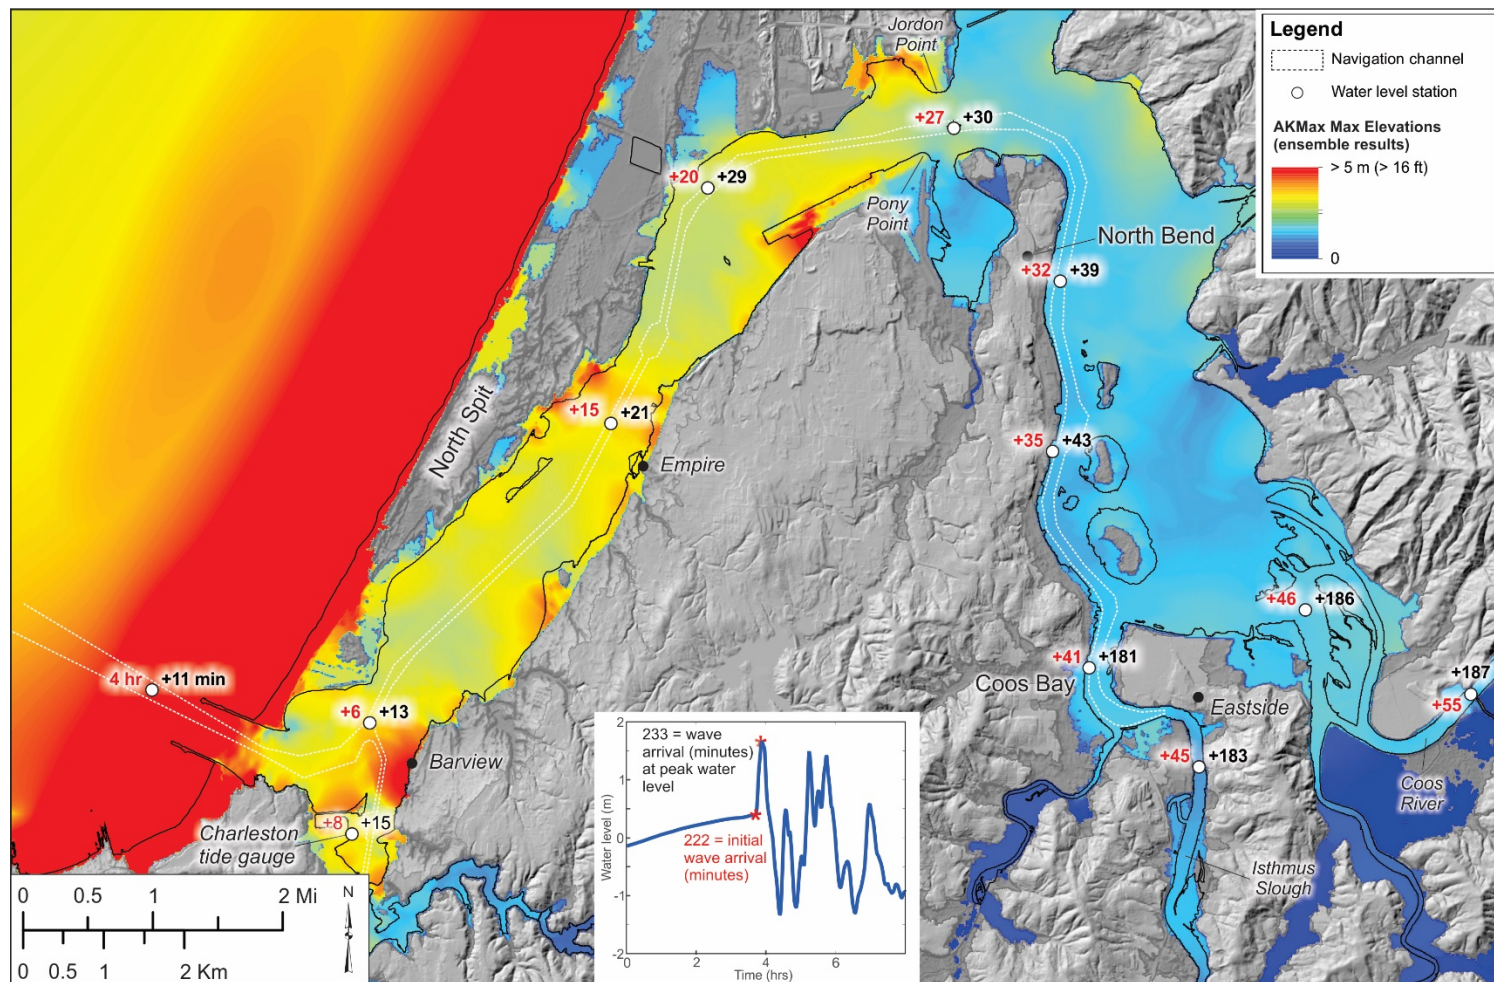 Jordon
Point
Legend
Navigation channel
Water level station
AKMax Max Elevations
(ensemble results)
> 5 m (> 16 ft)
0
+27 +30
+20 +29
Pony
Point
North Bend
+32 +39
North Spit
+15 +21
+35 +43
Empire
+46 +186
+41 +181
Coos Bay
+187
+55
4 hr +11 min
Eastside
+6 +13
+45 +183
Barview
Coos
River
+8 +15
Charleston
tide gauge
Isthmus
Slough
0 0.5 1 2 Mi
N
0 0.5 1 2 Km
2
1
0
-1
-2
Water level (m)
233 = wave
arrival (minutes)
at peak water
level
222 = initial
wave arrival
(minutes)
0 2 4 6
Time (hrs)